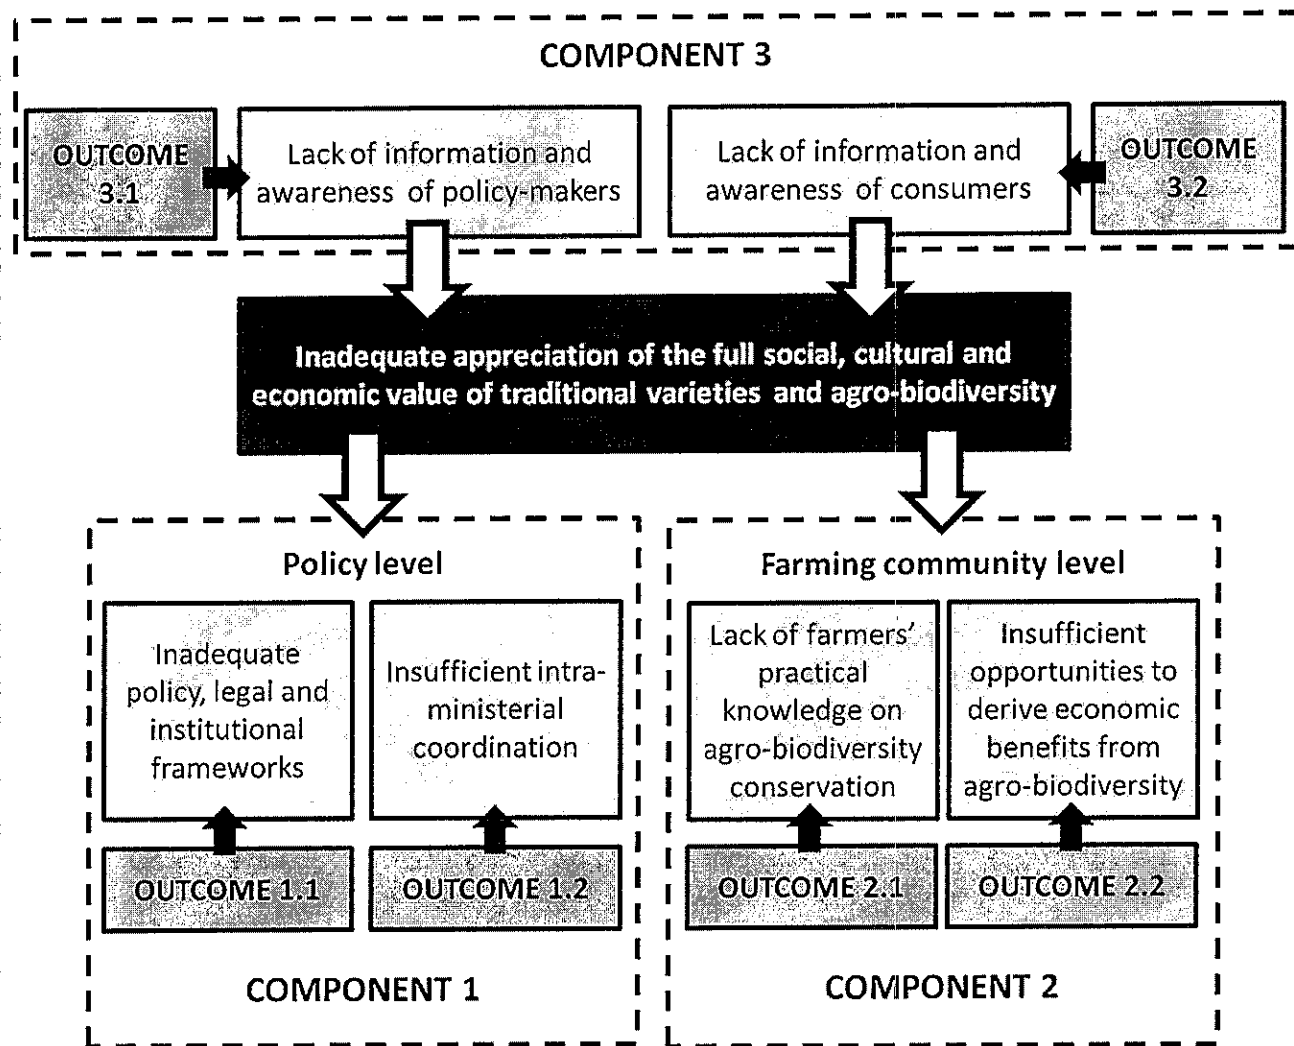 COMPONENT 3
OUTCOME
3.1
Lack of information and
awareness of policy-makers
Lack of information and
awareness of consumers
OUTCOME
3.2
Inadequate appreciation of the full social, cultural and
economic value of traditional varieties and agro-biodiversity
Policy level
Inadequate
policy, legal and
institutional
frameworks
Insufficient intra-
ministerial
coordination
OUTCOME 1.1
OUTCOME 1.2
COMPONENT 1
Farming community level
Lack of farmers’
practical
knowledge on
agro-biodiversity
conservation
Insufficient
opportunities to
derive economic
benefits from
agro-biodiversity
OUTCOME 2.1
OUTCOME 2.2
COMPONENT 2